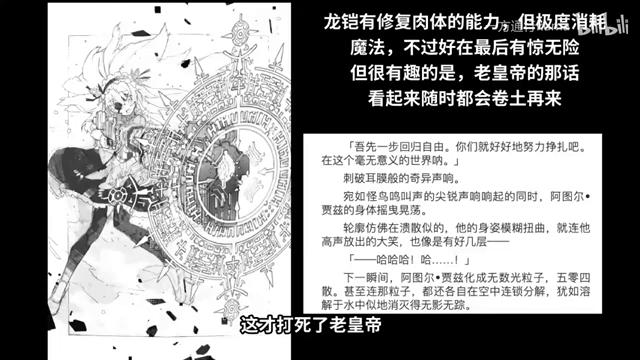 龙铠有修复肉体的能力，但极度消耗
魔法，不过好在最后有惊无险
但很有趣的是，老皇帝的那话
看起来随时都会卷土再来
bilibili
「吾先一步回归自由。你们就好好地努力挣扎吧。
在这个毫无意义的世界呐。」
刺破耳膜般的奇异声响。
宛如怪鸟鸣叫声的尖锐声响响起的同时，阿图尔•
贾兹的身体摇曳晃荡。
轮廓仿佛在溃散似的，他的身姿模糊扭曲，就连他
高声放出的大笑，也像是有好几层——
「——哈哈哈！哈……！」
下一瞬间，阿图尔•贾兹化成无数光粒子，五零四
散。甚至连那粒子，都还各自在空中连锁分解，犹如溶
解于水中似地消灭得无影无踪。
这才打死了老皇帝